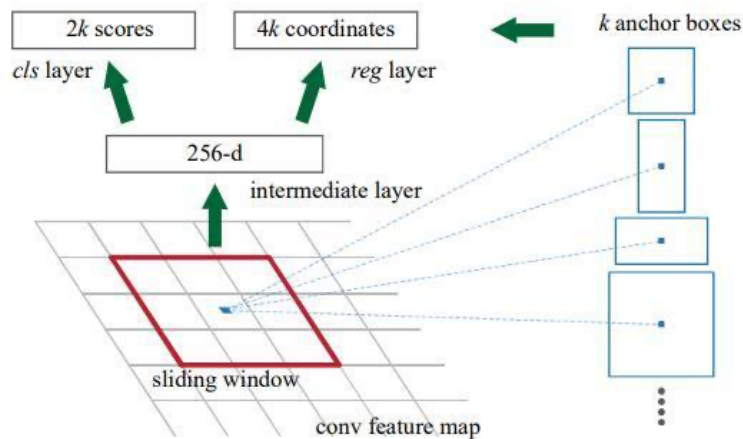 2k scores
4k coordinates
k anchor boxes
cls layer
reg layer
256-d
intermediate layer
sliding window
conv feature map